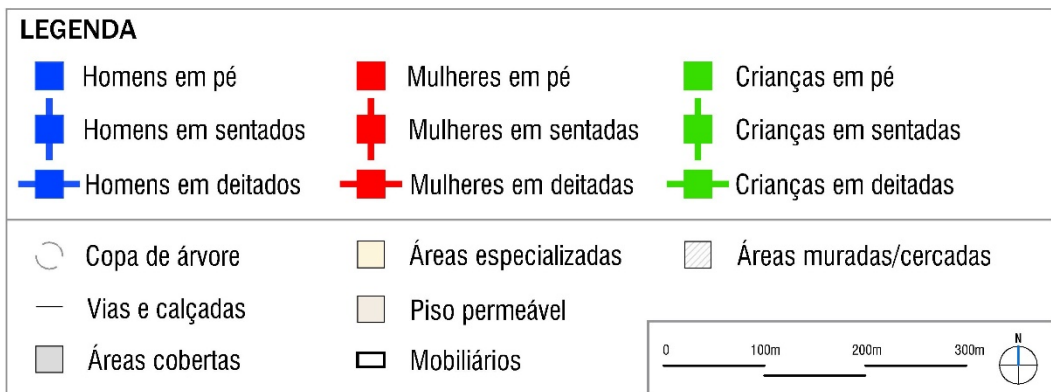 LEGENDA
Homens em pé
Mulheres em pé
Crianças em pé
Homens em sentados
Mulheres em sentadas
Crianças em sentadas
Homens em deitados
Mulheres em deitadas
Crianças em deitadas
Copa de árvore
Áreas especializadas
Áreas muradas/cercadas
Vias e calçadas
Piso permeável
Áreas cobertas
Mobiliários
0 100m 200m 300m
N